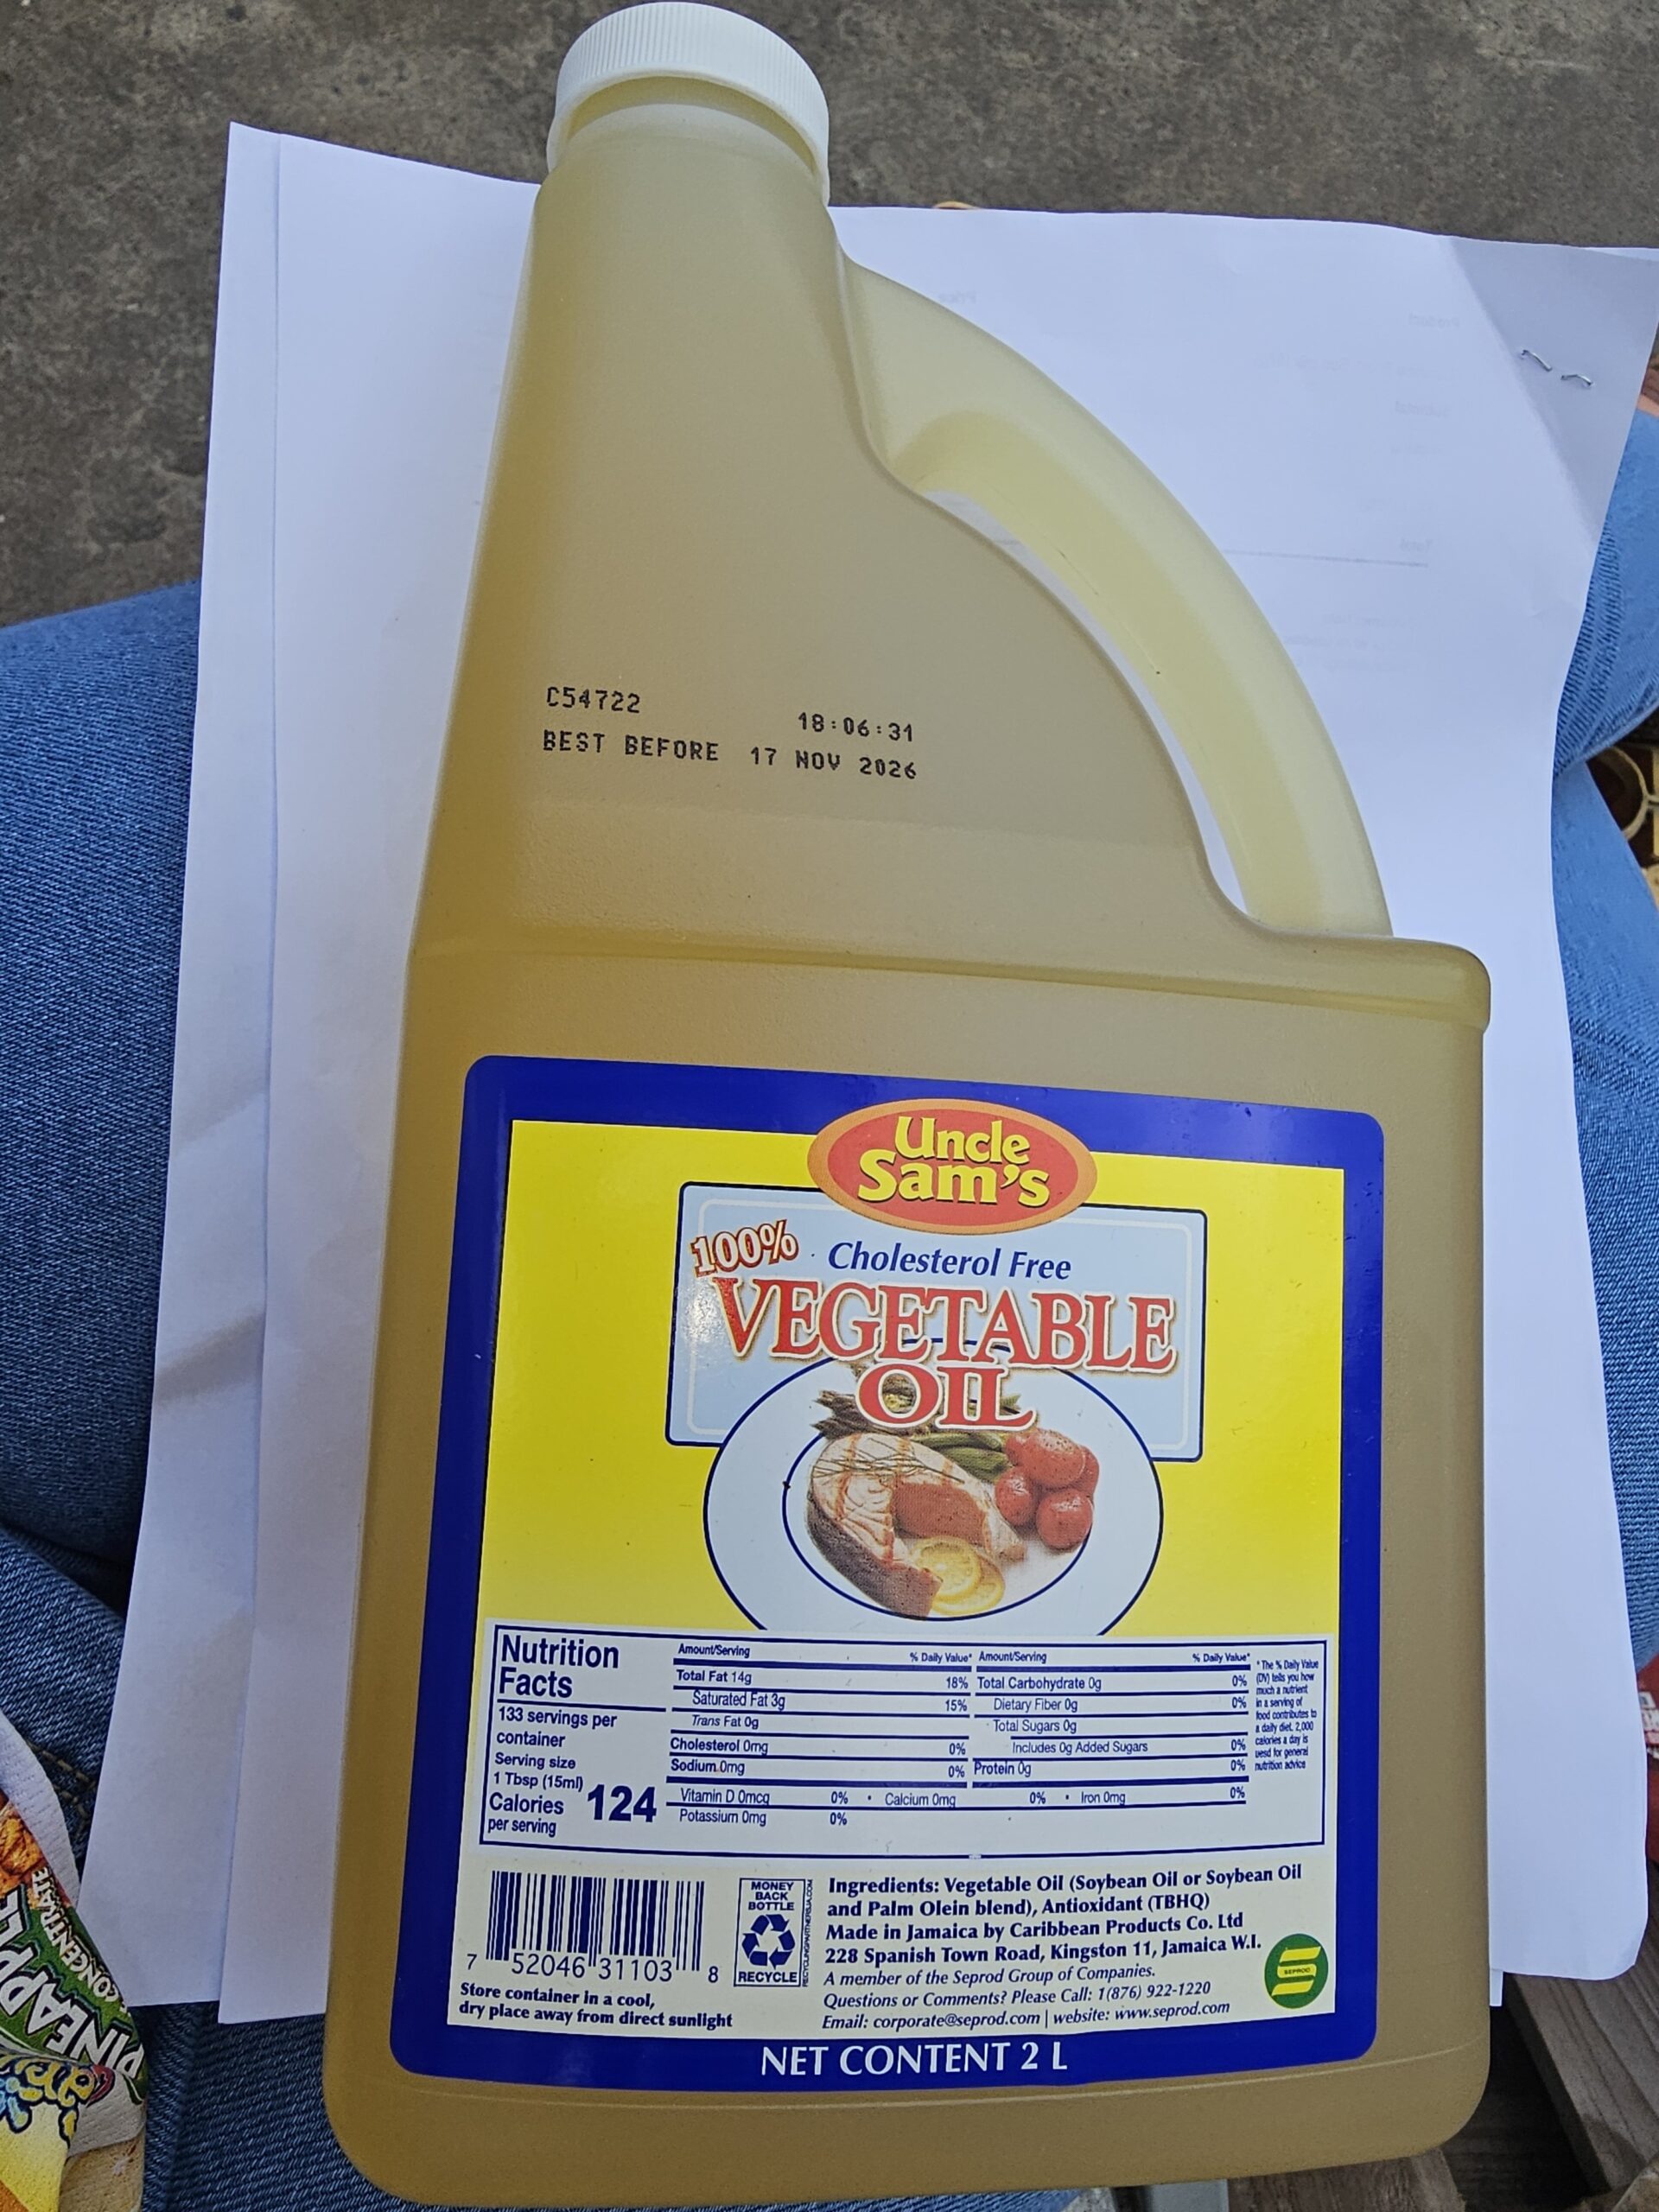 C54722 18:06:31
BEST BEFORE 17 NOV 2026
Uncle
Sam's
100% Cholesterol Free
VEGETABLE
OIL
Nutrition
Facts
133 servings per
container
Serving size
1 Tbsp (15ml)
Calories 124
per serving
Amount/Serving % Daily Value*
Total Fat 14g 18%
Saturated Fat 3g 15%
Trans Fat 0g
Cholesterol 0mg 0%
Sodium 0mg 0%
Amount/Serving % Daily Value*
Total Carbohydrate 0g 0%
Dietary Fiber 0g 0%
Total Sugars 0g
Includes 0g Added Sugars 0%
Protein 0g 0%
Vitamin D 0mcg 0% • Calcium 0mg 0% • Iron 0mg 0%
Potassium 0mg 0%
* The % Daily Value
(DV) tells you how
much a nutrient
in a serving of
food contributes to
a daily diet. 2,000
calories a day is
uesd for general
nutrition advice
7 52046 31103 8
Store container in a cool,
dry place away from direct sunlight
MONEY
BACK
BOTTLE
RECYCLE
Ingredients: Vegetable Oil (Soybean Oil or Soybean Oil
and Palm Olein blend), Antioxidant (TBHQ)
Made in Jamaica by Caribbean Products Co. Ltd
228 Spanish Town Road, Kingston 11, Jamaica W.I.
A member of the Seprod Group of Companies.
Questions or Comments? Please Call: 1(876) 922-1220
Email: corporate@seprod.com | website: www.seprod.com
SEPROD
NET CONTENT 2 L
PINEAPPLE